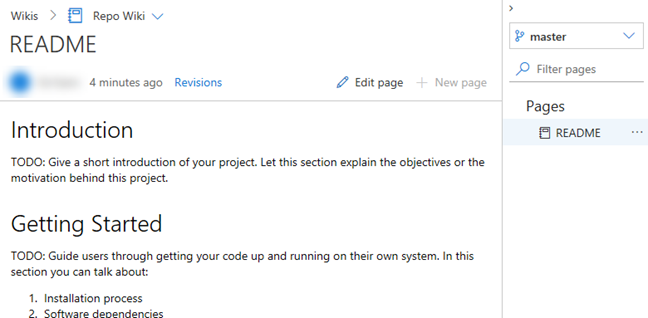 Wikis > Repo Wiki
README
4 minutes ago Revisions Edit page + New page
Introduction
TODO: Give a short introduction of your project. Let this section explain the objectives or the
motivation behind this project.
Getting Started
TODO: Guide users through getting your code up and running on their own system. In this
section you can talk about:
1. Installation process
2. Software dependencies
master
Filter pages
Pages
README ...